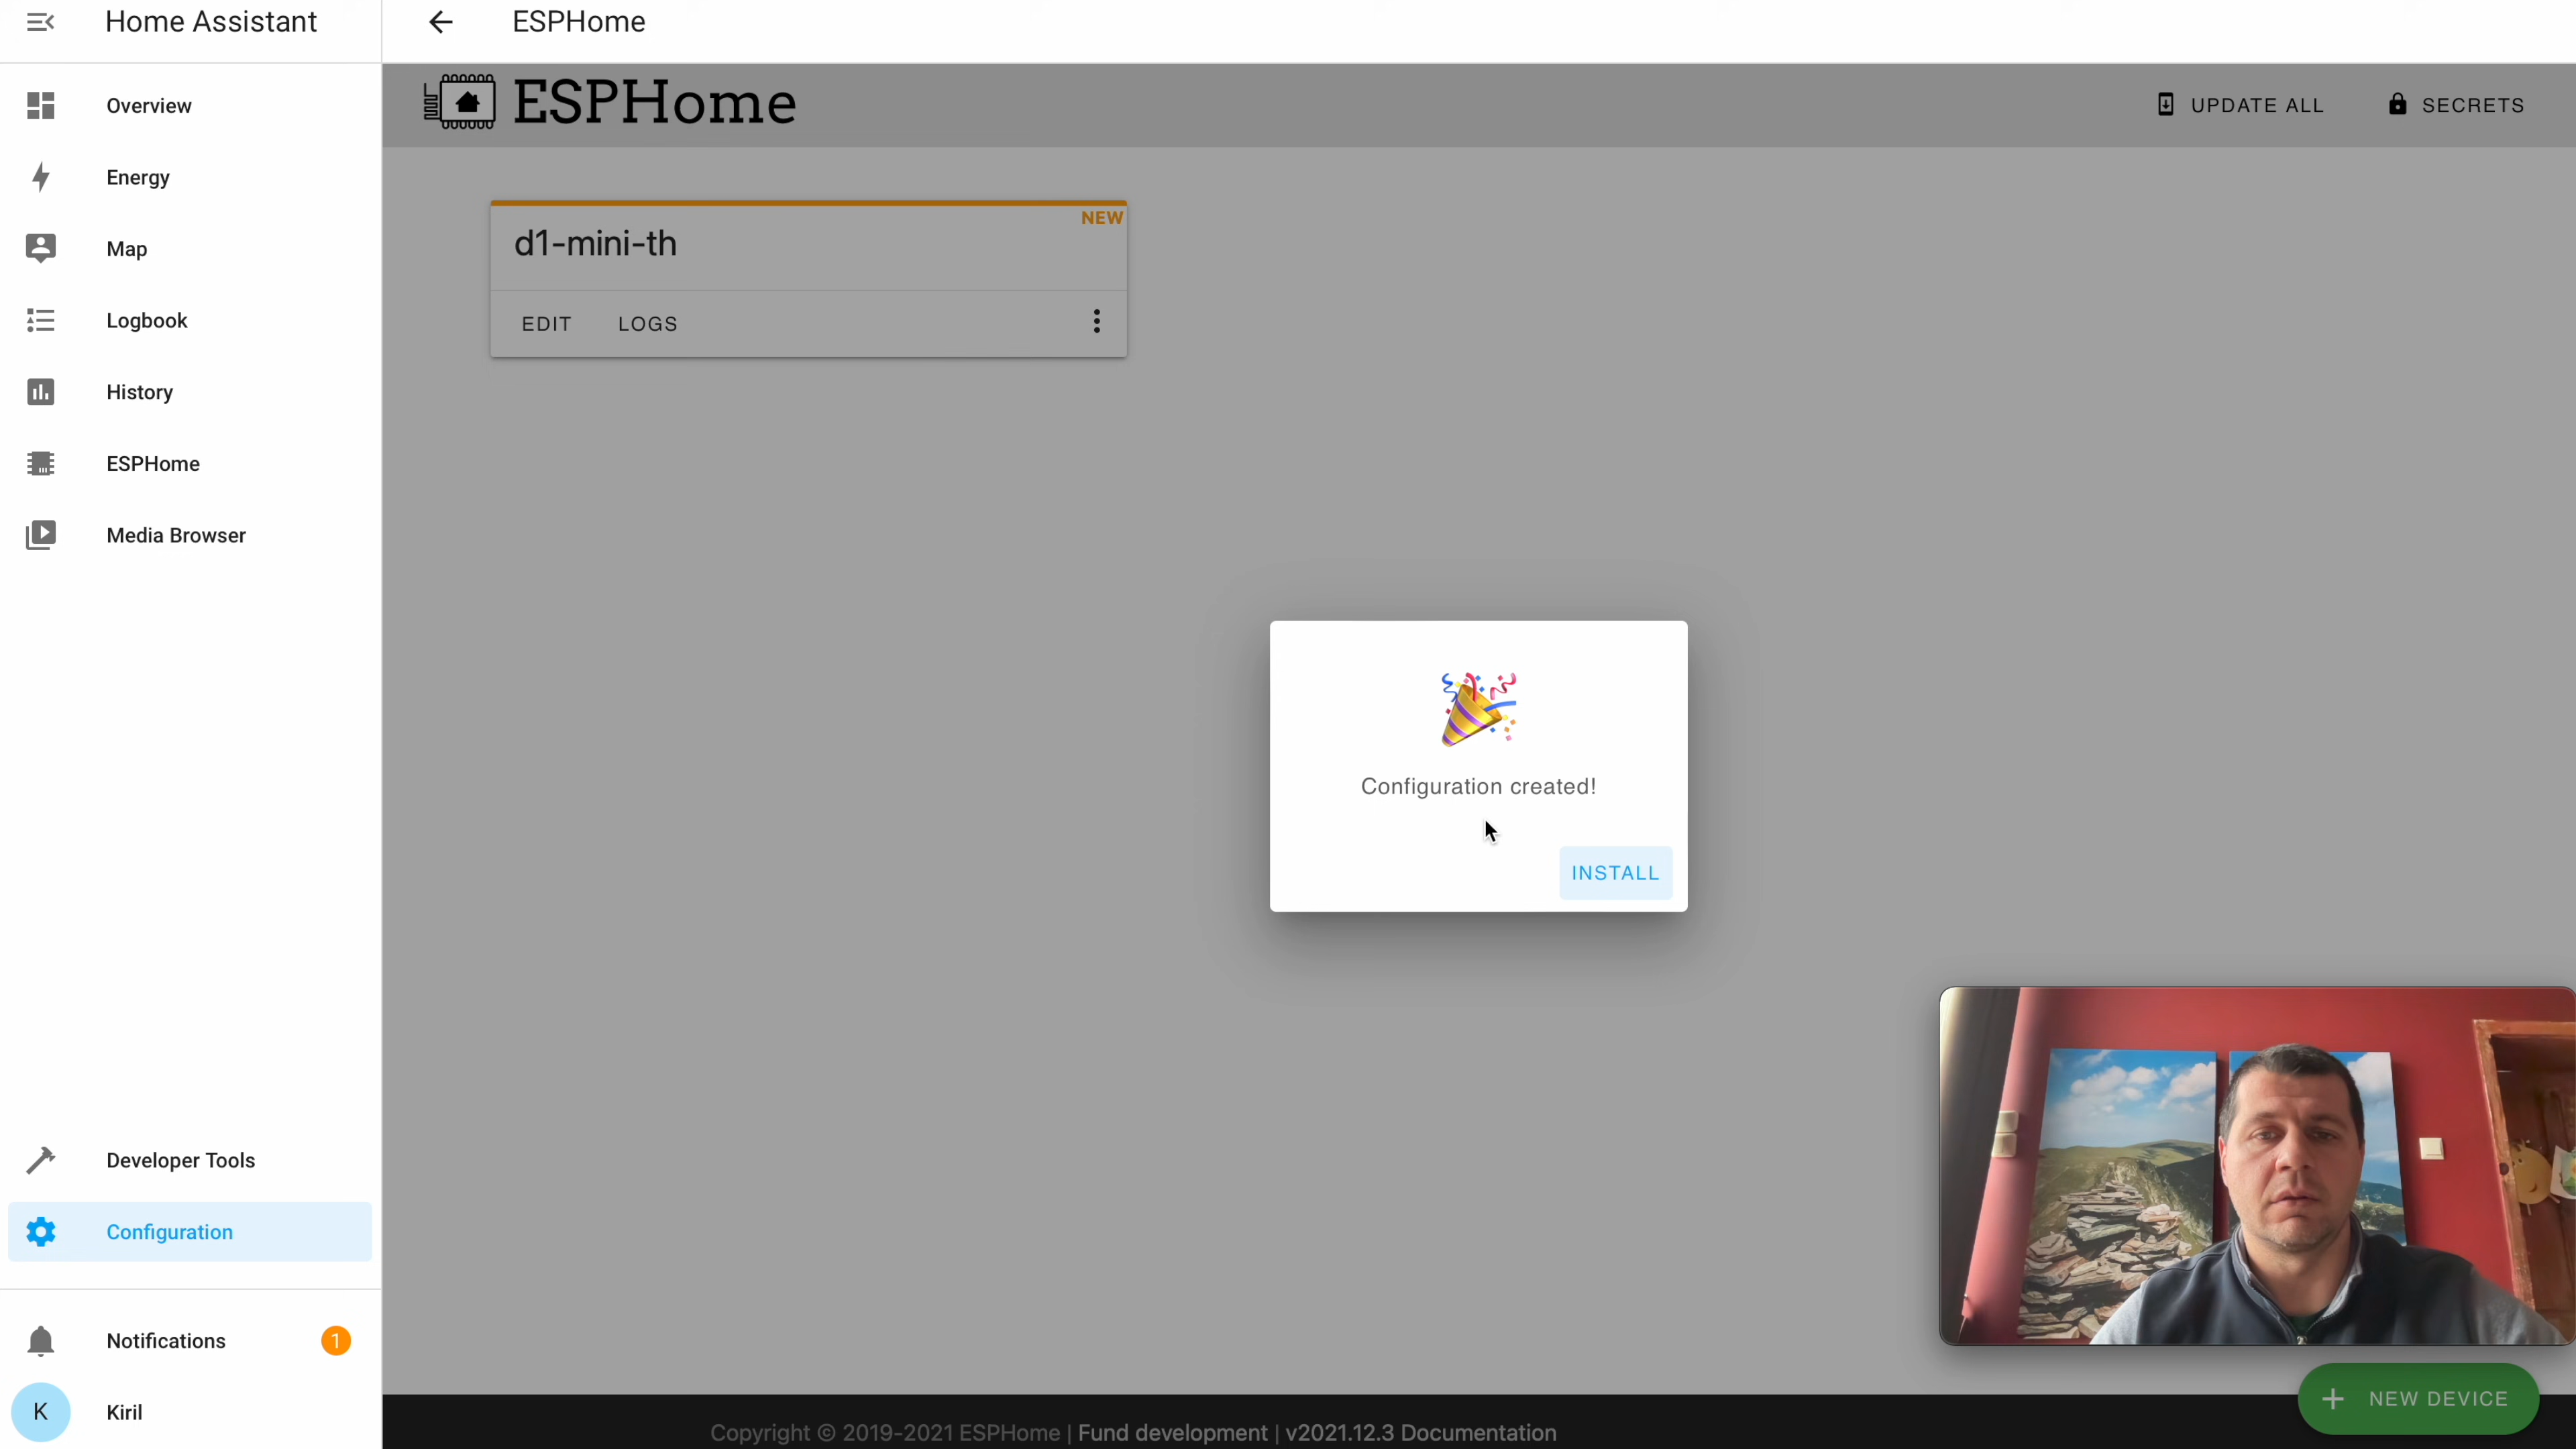 Home Assistant
ESPHome
Overview
Energy
Map
Logbook
History
ESPHome
Media Browser
Developer Tools
Configuration
Notifications
1
K
Kiril
ESPHome
UPDATE ALL
SECRETS
NEW
d1-mini-th
EDIT
LOGS
Configuration created!
INSTALL
NEW DEVICE
Copyright © 2019-2021 ESPHome | Fund development | v2021.12.3 Documentation